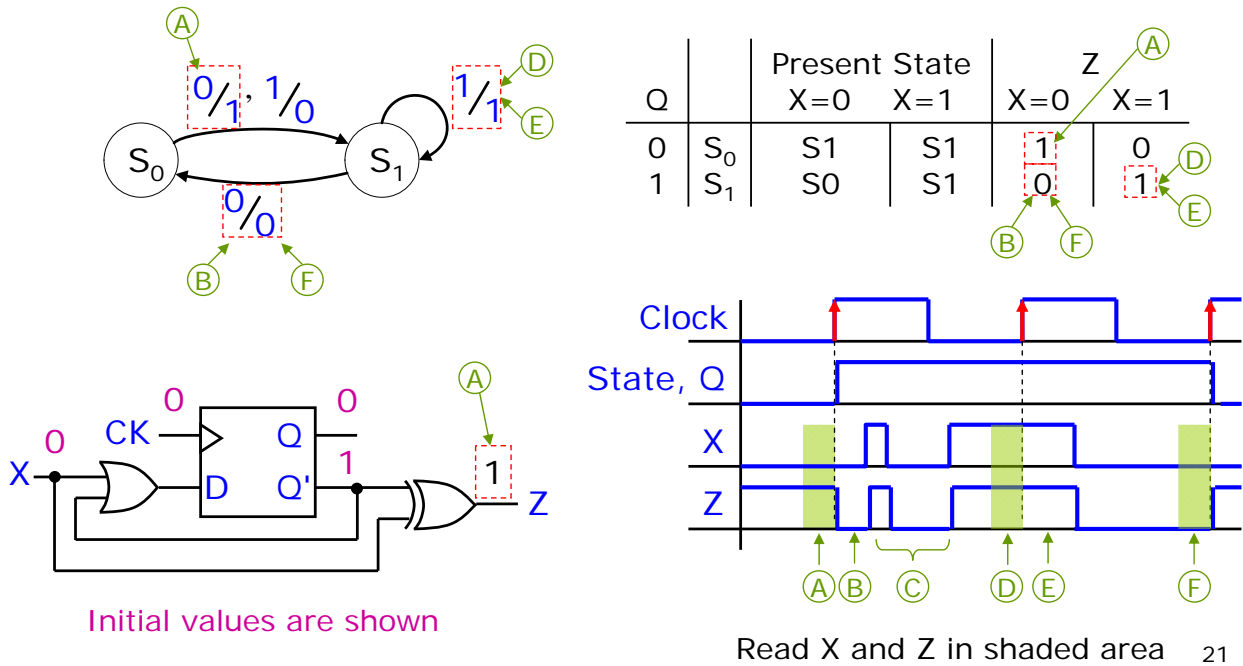 A
0/1, 1/0
1/1
D
E
S0
S1
0/0
B
F
A
Present State
Z
Q
X=0
X=1
X=0
X=1
0
S0
S1
S1
1
0
D
1
S1
S0
S1
0
1
E
B
F
Clock
State, Q
X
Z
A
B
C
D
E
F
A
0
0
CK
Q
0
1
1
X
D
Q'
Z
Initial values are shown
Read X and Z in shaded area
21